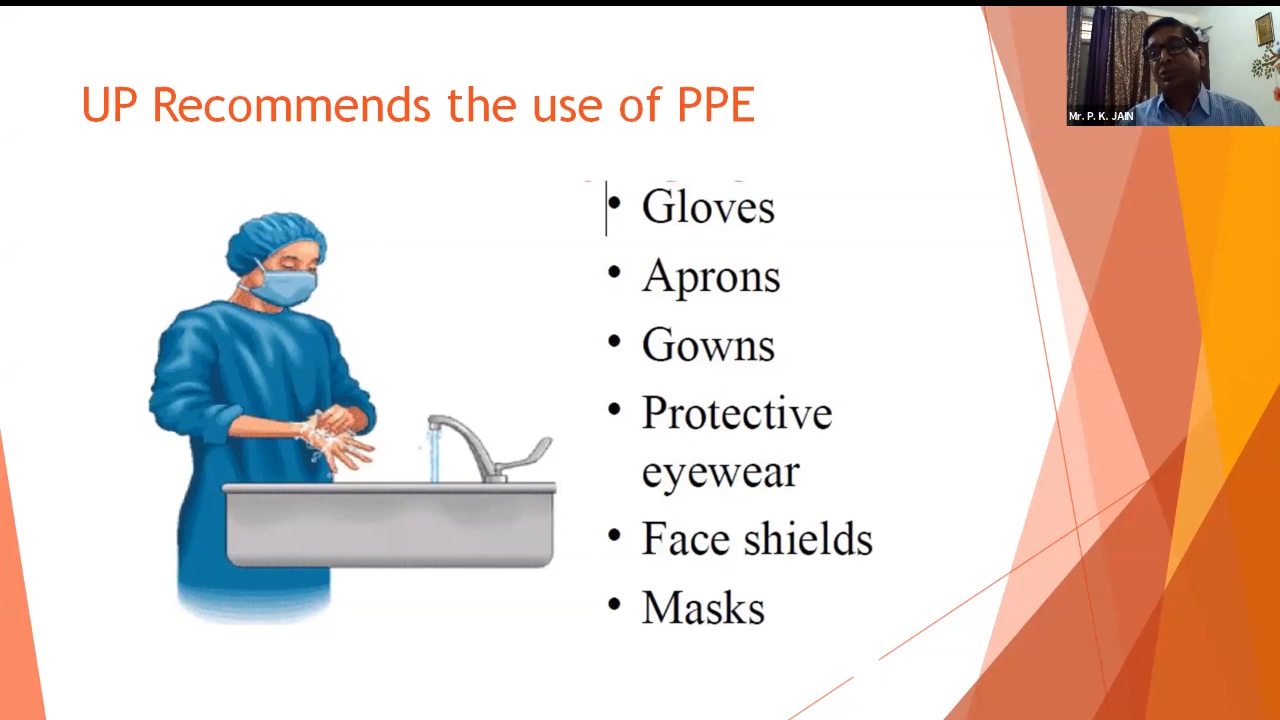 UP Recommends the use of PPE
Mr. P. K. JAIN
• Gloves
• Aprons
• Gowns
• Protective
eyewear
• Face shields
• Masks